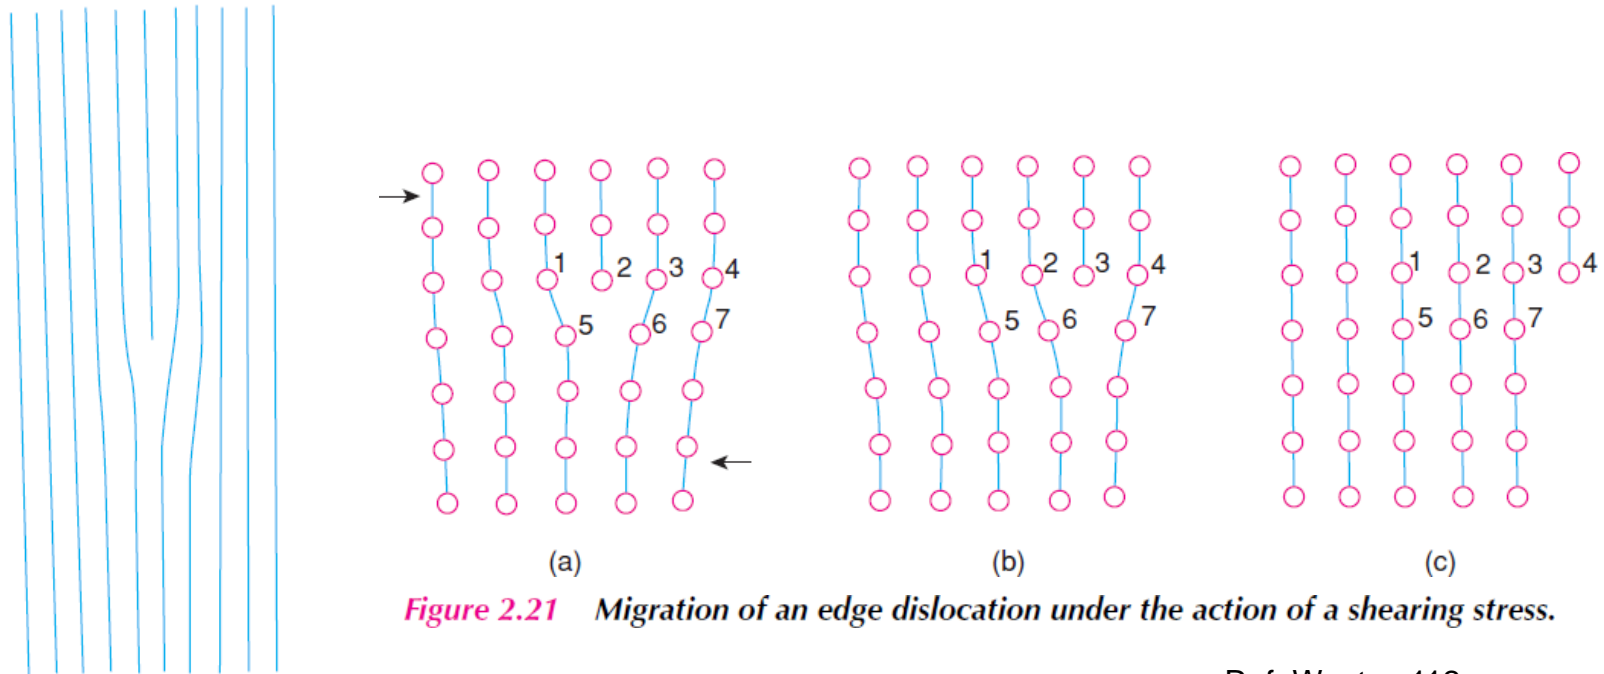 1 2 3 4
5 6 7
1 2 3 4
5 6 7
1 2 3 4
5 6 7
(a) (b) (c)
Figure 2.21 Migration of an edge dislocation under the action of a shearing stress.